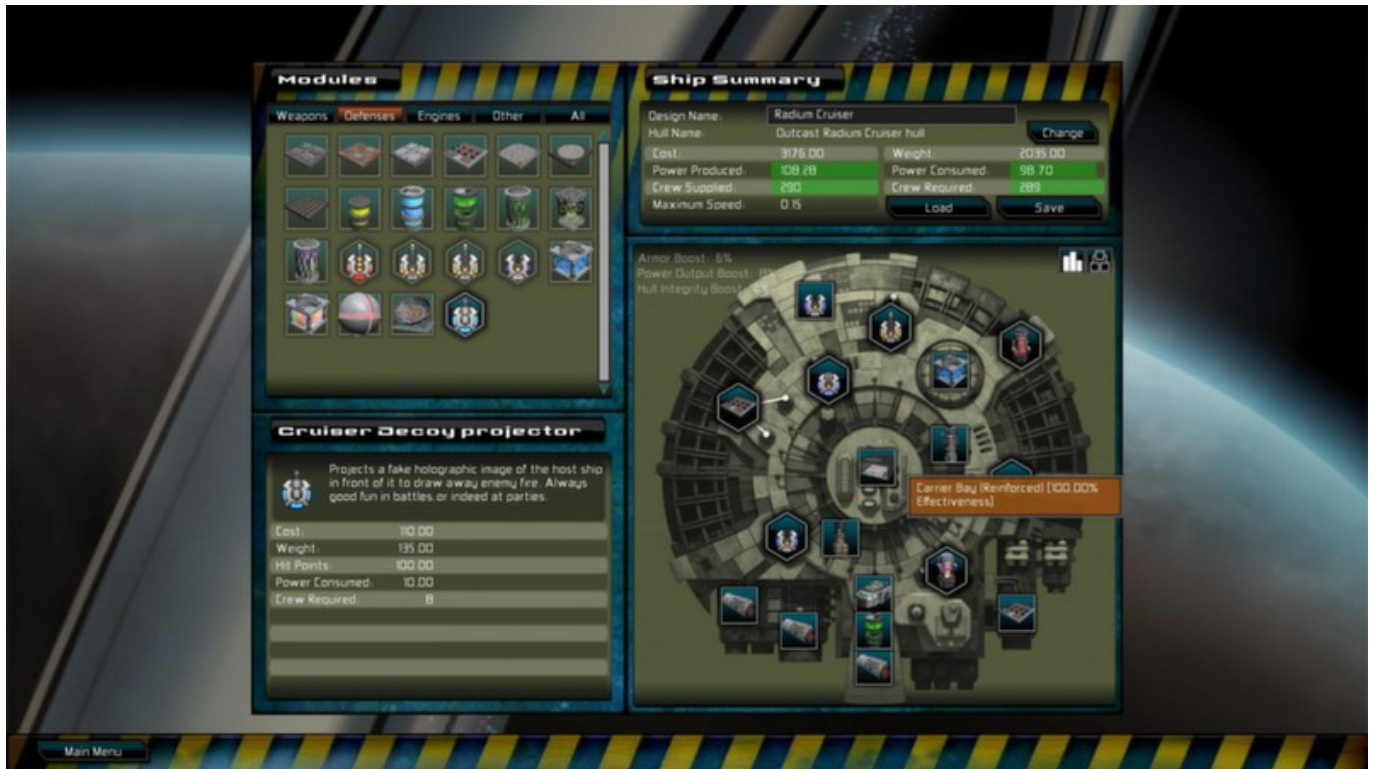 Modules
Weapons Defenses Engines Other All
Cruiser Decoy projector
Projects a fake holographic image of the host ship
in front of it to draw away enemy fire. Always
good fun in battles, or indeed at parties.
Cost: 110.00
Weight: 135.00
Hit Points: 100.00
Power Consumed: 10.00
Crew Required: 8
Ship Summary
Design Name: Radium Cruiser
Hull Name: Outcast Radium Cruiser hull
Change
Cost: 3176.00 Weight: 2035.00
Power Produced: 108.28 Power Consumed: 98.70
Crew Supplied: 290 Crew Required: 289
Maximum Speed: 0.15
Load Save
Armor Boost: 6%
Power Output Boost:
Hull Integrity Boost:
Carrier Bay (Reinforced) [100.00%
Effectiveness]
Main Menu